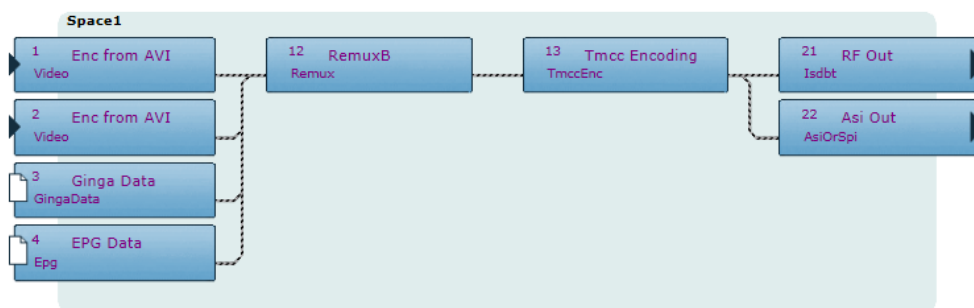 Space1
1 Enc from AVI
Video
2 Enc from AVI
Video
3 Ginga Data
GingaData
4 EPG Data
Epg
12 RemuxB
Remux
13 Tmcc Encoding
TmccEnc
21 RF Out
Isdbt
22 Asi Out
AsiOrSpi